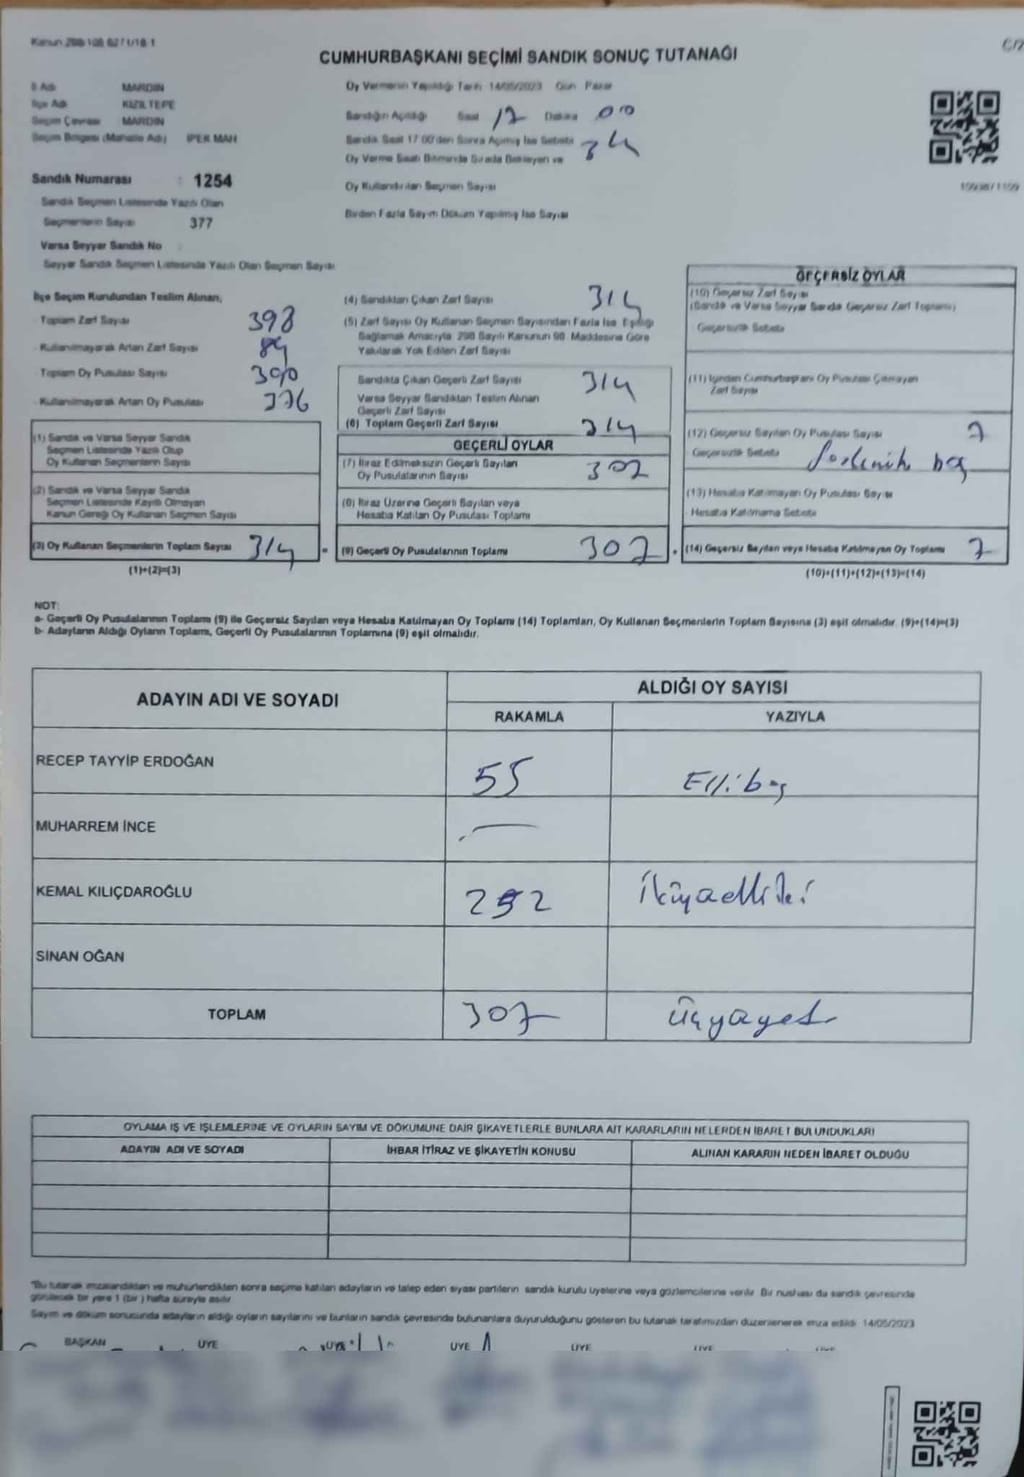 Kanun 298/108, 6271/18-1
C/2
CUMHURBAŞKANI SEÇİMİ SANDIK SONUÇ TUTANAĞI
İl Adı MARDİN
İlçe Adı KIZILTEPE
Seçim Çevresi MARDİN
Seçim Bölgesi (Mahalle Adı) İPEK MAH
Sandık Numarası : 1254
Sandık Seçmen Listesinde Yazılı Olan
Seçmenlerin Sayısı 377
Varsa Seyyar Sandık No
Seyyar Sandık Seçmen Listesinde Yazılı Olan Seçmen Sayısı
Oy Vermenin Yapıldığı Tarih 14/05/2023 Gün Pazar
Sandığın Açıldığı Saat 17 Dakika 00
Sandık Saat 17.00'den Sonra Açılmış İse Sebebi
Oy Verme Saati Bitiminde Sırada Bekleyen ve
Oy Kullandırılan Seçmen Sayısı
Birden Fazla Sayım Döküm Yapılmış İse Sayısı
İlçe Seçim Kurulundan Teslim Alınan,
Toplam Zarf Sayısı 398
Kullanılmayarak Artan Zarf Sayısı 84
Toplam Oy Pusulası Sayısı 390
Kullanılmayarak Artan Oy Pusulası
(1) Sandık ve Varsa Seyyar Sandık
Seçmen Listesinde Yazılı Olup
Oy Kullanan Seçmenlerin Sayısı
(2) Sandık ve Varsa Seyyar Sandık
Seçmen Listesinde Kayıtlı Olmayan
Kanun Gereği Oy Kullanan Seçmen Sayısı
(3) Oy Kullanan Seçmenlerin Toplam Sayısı 314
(1)+(2)=(3)
(4) Sandıktan Çıkan Zarf Sayısı 314
(5) Zarf Sayısı Oy Kullanan Seçmen Sayısından Fazla İse, Eşitliği
Sağlamak Amacıyla, 298 Sayılı Kanunun 98. Maddesine Göre
Yakılarak Yok Edilen Zarf Sayısı
Sandıkta Çıkan Geçerli Zarf Sayısı 314
Varsa Seyyar Sandıktan Teslim Alınan
Geçerli Zarf Sayısı
(6) Toplam Geçerli Zarf Sayısı 314
GEÇERLİ OYLAR
(7) İtiraz Edilmeksizin Geçerli Sayılan
Oy Pusulalarının Sayısı 307
(8) İtiraz Üzerine Geçerli Sayılan veya
Hesaba Katılan Oy Pusulası Toplamı
= (9) Geçerli Oy Pusulalarının Toplamı 307
GEÇERSİZ OYLAR
(10) Geçersiz Zarf Sayısı
(Sandık ve Varsa Seyyar Sandık Geçersiz Zarf Toplamı)
Geçersizlik Sebebi
(11) İçinden Cumhurbaşkanı Oy Pusulası Çıkmayan
Zarf Sayısı
(12) Geçersiz Sayılan Oy Pusulası Sayısı 7
Geçersizlik Sebebi
(13) Hesaba Katılmayan Oy Pusulası Sayısı
Hesaba Katılmama Sebebi
+ (14) Geçersiz Sayılan veya Hesaba Katılmayan Oy Toplamı 7
(10)+(11)+(12)+(13)=(14)
NOT:
a- Geçerli Oy Pusulalarının Toplamı (9) ile Geçersiz Sayılan veya Hesaba Katılmayan Oy Toplamı (14) Toplamları, Oy Kullanan Seçmenlerin Toplam Sayısına (3) eşit olmalıdır. (9)+(14)=(3)
b- Adayların Aldığı Oyların Toplamı, Geçerli Oy Pusulalarının Toplamına (9) eşit olmalıdır.
ADAYIN ADI VE SOYADI
ALDIĞI OY SAYISI
RAKAMLA YAZIYLA
RECEP TAYYİP ERDOĞAN 55 Ellibeş
MUHARREM İNCE —
KEMAL KILIÇDAROĞLU 252 İkiyüzelliiki
SİNAN OĞAN
TOPLAM 307 Üçyüzyedi
OYLAMA İŞ VE İŞLEMLERİNE VE OYLARIN SAYIM VE DÖKÜMÜNE DAİR ŞİKAYETLERLE BUNLARA AİT KARARLARIN NELERDEN İBARET BULUNDUKLARI
ADAYIN ADI VE SOYADI İHBAR İTİRAZ VE ŞİKAYETİN KONUSU ALINAN KARARIN NEDEN İBARET OLDUĞU
*Bu tutanak imzalandıktan ve mühürlendikten sonra seçime katılan adayların ve talep eden siyasi partilerin sandık kurulu üyelerine veya gözlemcilerine verilir. Bir nüshası da sandık çevresinde
görülecek bir yere 1 (bir) hafta süreyle asılır.
Sayım ve döküm sonucunda adayların aldığı oyların sayılarını ve bunların sandık çevresinde bulunanlara duyurulduğunu gösteren bu tutanak tarafımızdan düzenlenerek imza edildi. 14/05/2023
BAŞKAN ÜYE ÜYE ÜYE ÜYE ÜYE ÜYE